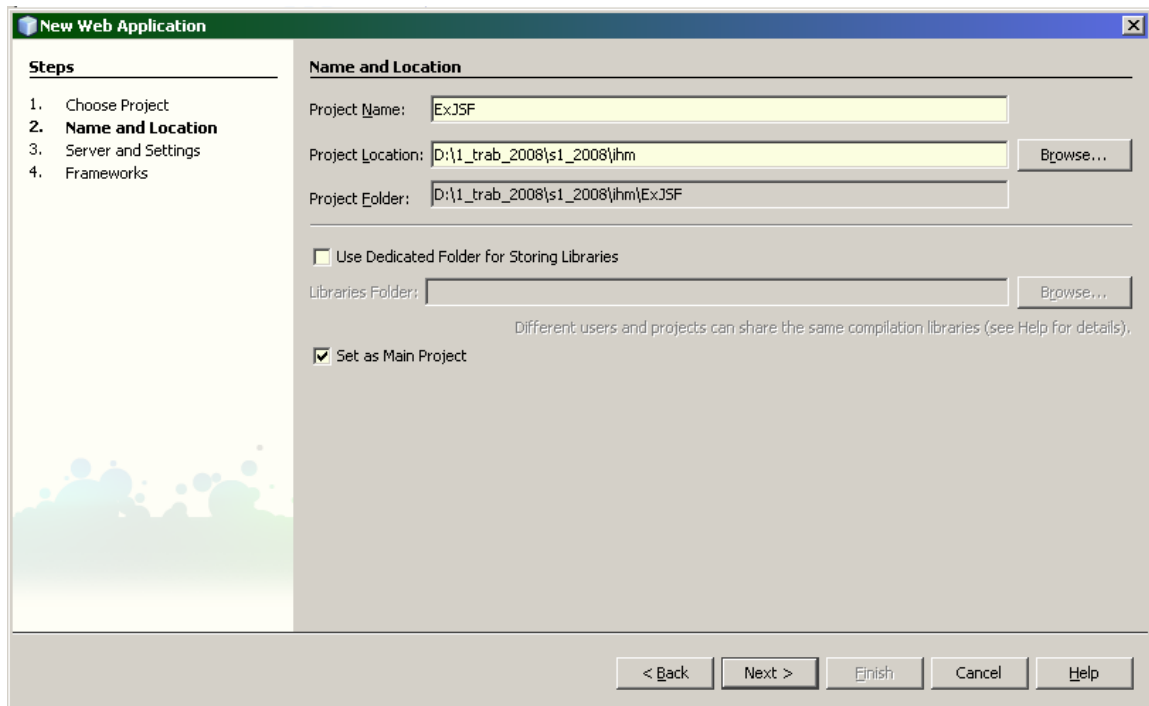 New Web Application
Steps
1. Choose Project
2. Name and Location
3. Server and Settings
4. Frameworks
Name and Location
Project Name: ExJSF
Project Location: D:\1_trab_2008\s1_2008\ihm Browse...
Project Folder: D:\1_trab_2008\s1_2008\ihm\ExJSF
Use Dedicated Folder for Storing Libraries
Libraries Folder: Browse...
Different users and projects can share the same compilation libraries (see Help for details).
Set as Main Project
< Back Next > Finish Cancel Help